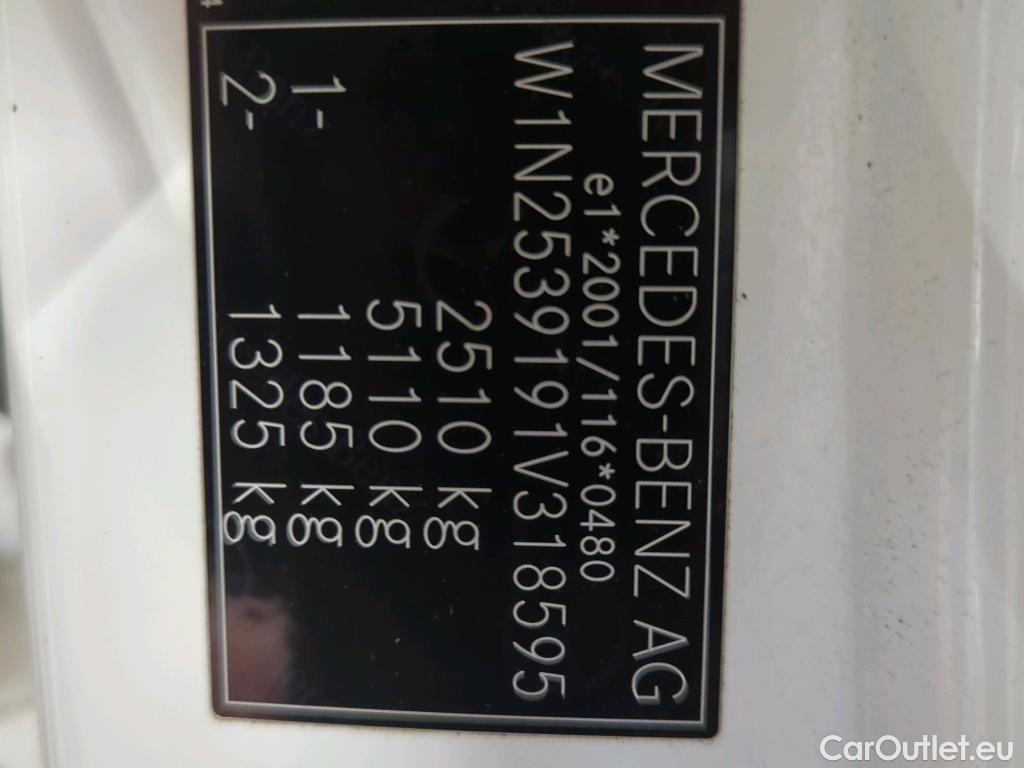 MERCEDES-BENZ AG
e1*2001/116*0480
W1N2539191V318595
2510 kg
5110 kg
1- 1185 kg
2- 1325 kg
4
CarOutlet.eu